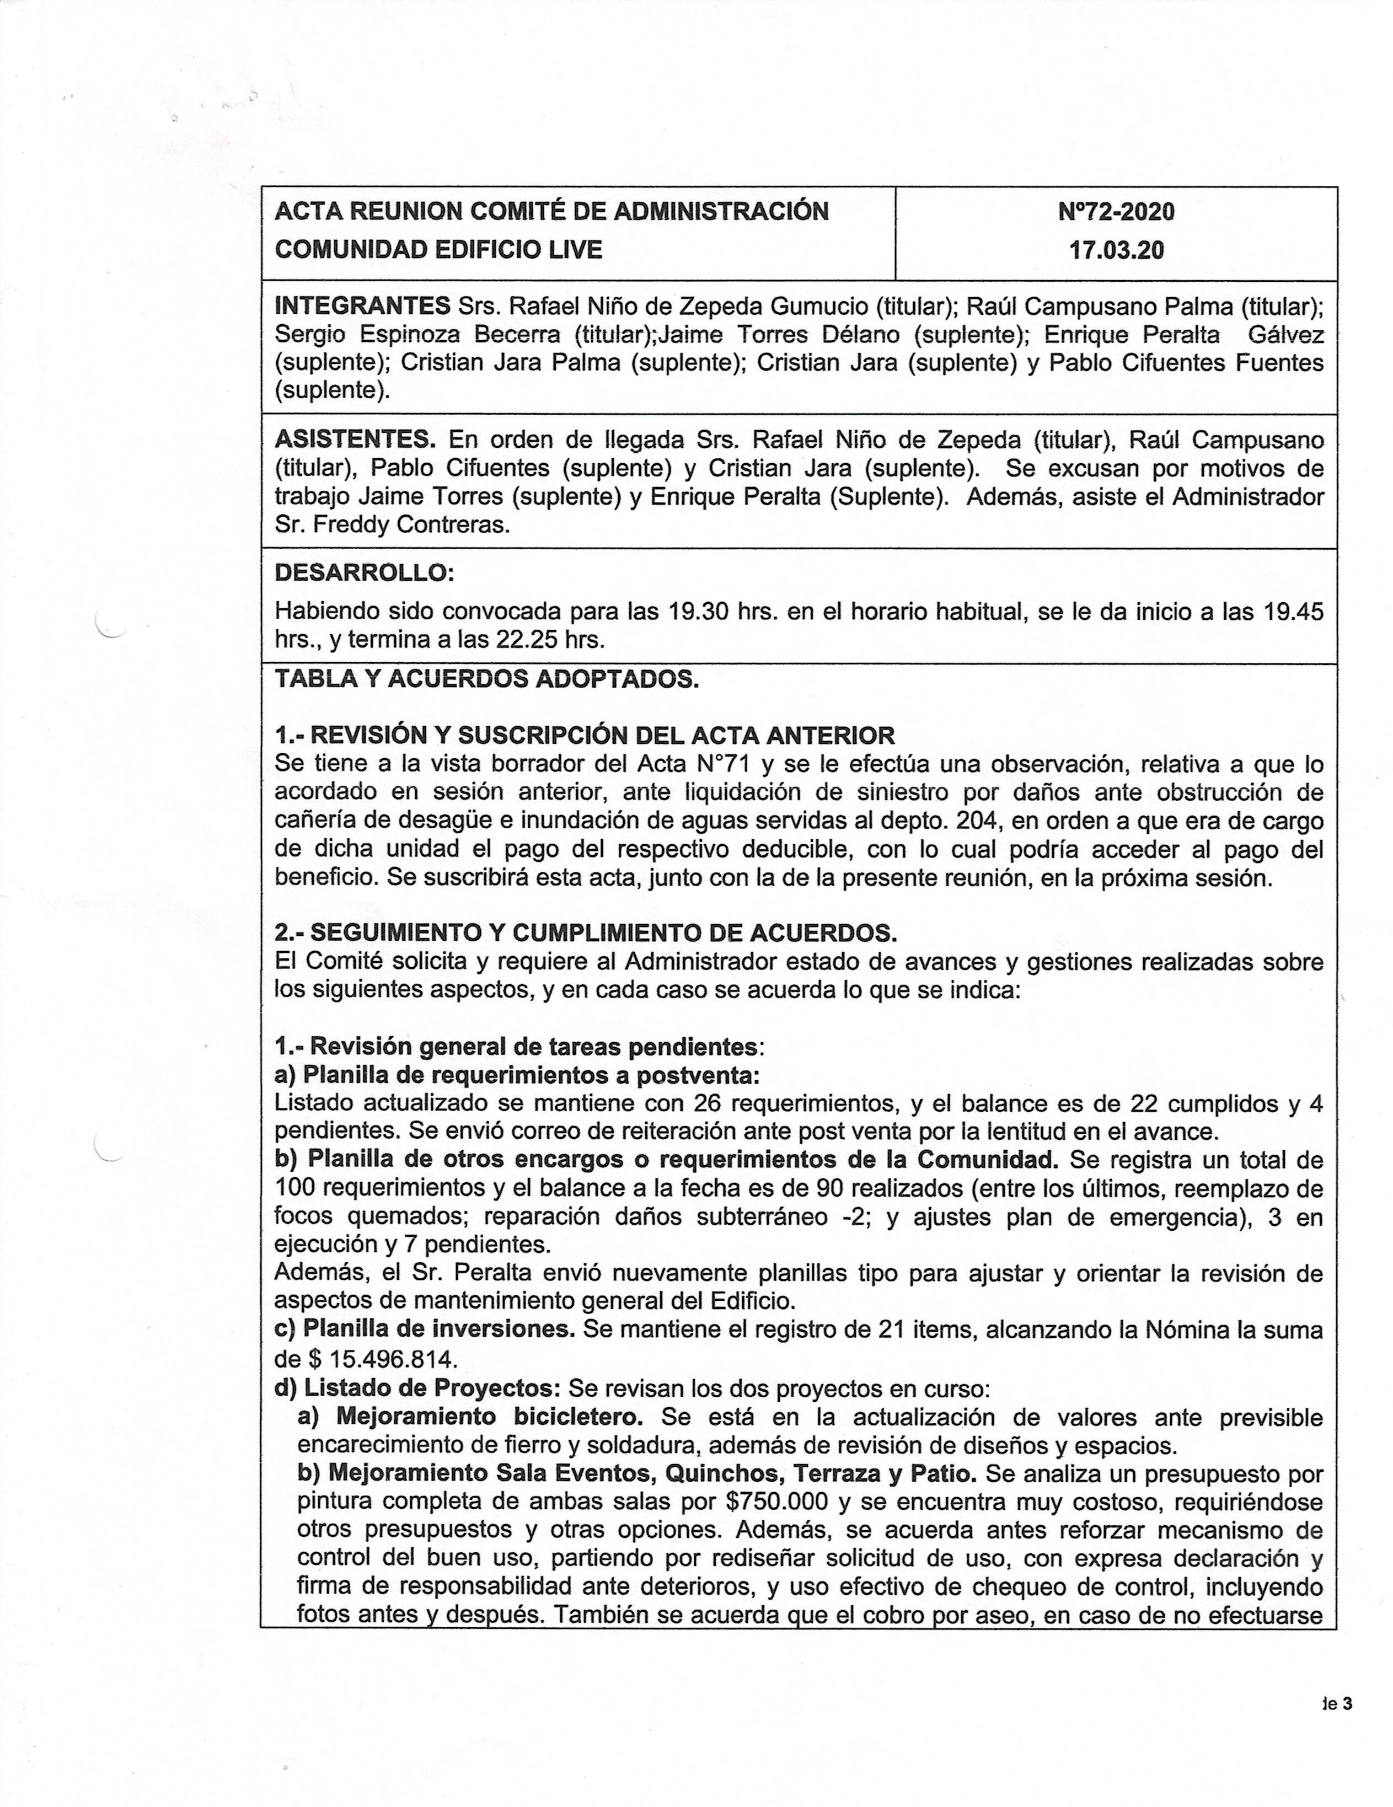 ACTA REUNION COMITÉ DE ADMINISTRACIÓN
COMUNIDAD EDIFICIO LIVE
Nº72-2020
17.03.20
INTEGRANTES Srs. Rafael Niño de Zepeda Gumucio (titular); Raúl Campusano Palma (titular);
Sergio Espinoza Becerra (titular);Jaime Torres Délano (suplente); Enrique Peralta Gálvez
(suplente); Cristian Jara Palma (suplente); Cristian Jara (suplente) y Pablo Cifuentes Fuentes
(suplente).
ASISTENTES. En orden de llegada Srs. Rafael Niño de Zepeda (titular), Raúl Campusano
(titular), Pablo Cifuentes (suplente) y Cristian Jara (suplente). Se excusan por motivos de
trabajo Jaime Torres (suplente) y Enrique Peralta (Suplente). Además, asiste el Administrador
Sr. Freddy Contreras.
DESARROLLO:
Habiendo sido convocada para las 19.30 hrs. en el horario habitual, se le da inicio a las 19.45
hrs., y termina a las 22.25 hrs.
TABLA Y ACUERDOS ADOPTADOS.
1.- REVISIÓN Y SUSCRIPCIÓN DEL ACTA ANTERIOR
Se tiene a la vista borrador del Acta N°71 y se le efectúa una observación, relativa a que lo
acordado en sesión anterior, ante liquidación de siniestro por daños ante obstrucción de
cañería de desagüe e inundación de aguas servidas al depto. 204, en orden a que era de cargo
de dicha unidad el pago del respectivo deducible, con lo cual podría acceder al pago del
beneficio. Se suscribirá esta acta, junto con la de la presente reunión, en la próxima sesión.
2.- SEGUIMIENTO Y CUMPLIMIENTO DE ACUERDOS.
El Comité solicita y requiere al Administrador estado de avances y gestiones realizadas sobre
los siguientes aspectos, y en cada caso se acuerda lo que se indica:
1.- Revisión general de tareas pendientes:
a) Planilla de requerimientos a postventa:
Listado actualizado se mantiene con 26 requerimientos, y el balance es de 22 cumplidos y 4
pendientes. Se envió correo de reiteración ante post venta por la lentitud en el avance.
b) Planilla de otros encargos o requerimientos de la Comunidad. Se registra un total de
100 requerimientos y el balance a la fecha es de 90 realizados (entre los últimos, reemplazo de
focos quemados; reparación daños subterráneo -2; y ajustes plan de emergencia), 3 en
ejecución y 7 pendientes.
Además, el Sr. Peralta envió nuevamente planillas tipo para ajustar y orientar la revisión de
aspectos de mantenimiento general del Edificio.
c) Planilla de inversiones. Se mantiene el registro de 21 items, alcanzando la Nómina la suma
de $ 15.496.814.
d) Listado de Proyectos: Se revisan los dos proyectos en curso:
a) Mejoramiento bicicletero. Se está en la actualización de valores ante previsible
encarecimiento de fierro y soldadura, además de revisión de diseños y espacios.
b) Mejoramiento Sala Eventos, Quinchos, Terraza y Patio. Se analiza un presupuesto por
pintura completa de ambas salas por $750.000 y se encuentra muy costoso, requiriéndose
otros presupuestos y otras opciones. Además, se acuerda antes reforzar mecanismo de
control del buen uso, partiendo por rediseñar solicitud de uso, con expresa declaración y
firma de responsabilidad ante deterioros, y uso efectivo de chequeo de control, incluyendo
fotos antes y después. También se acuerda que el cobro por aseo, en caso de no efectuarse
de 3